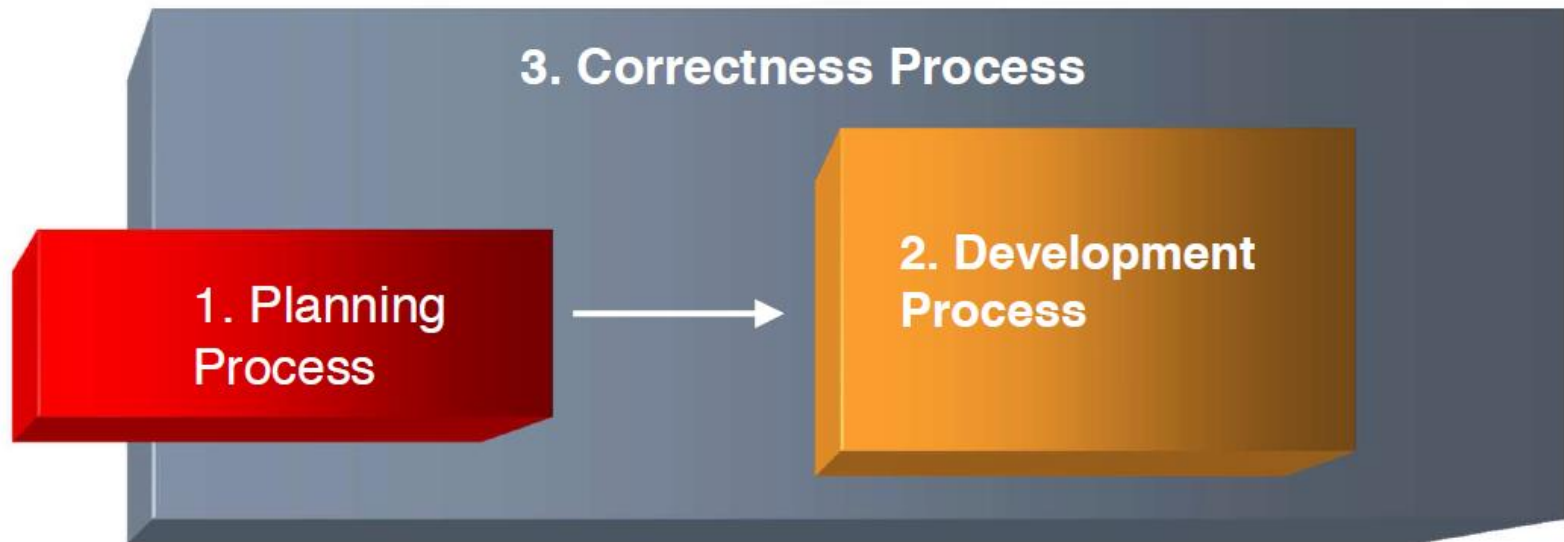 3. Correctness Process
1. Planning
Process
2. Development
Process